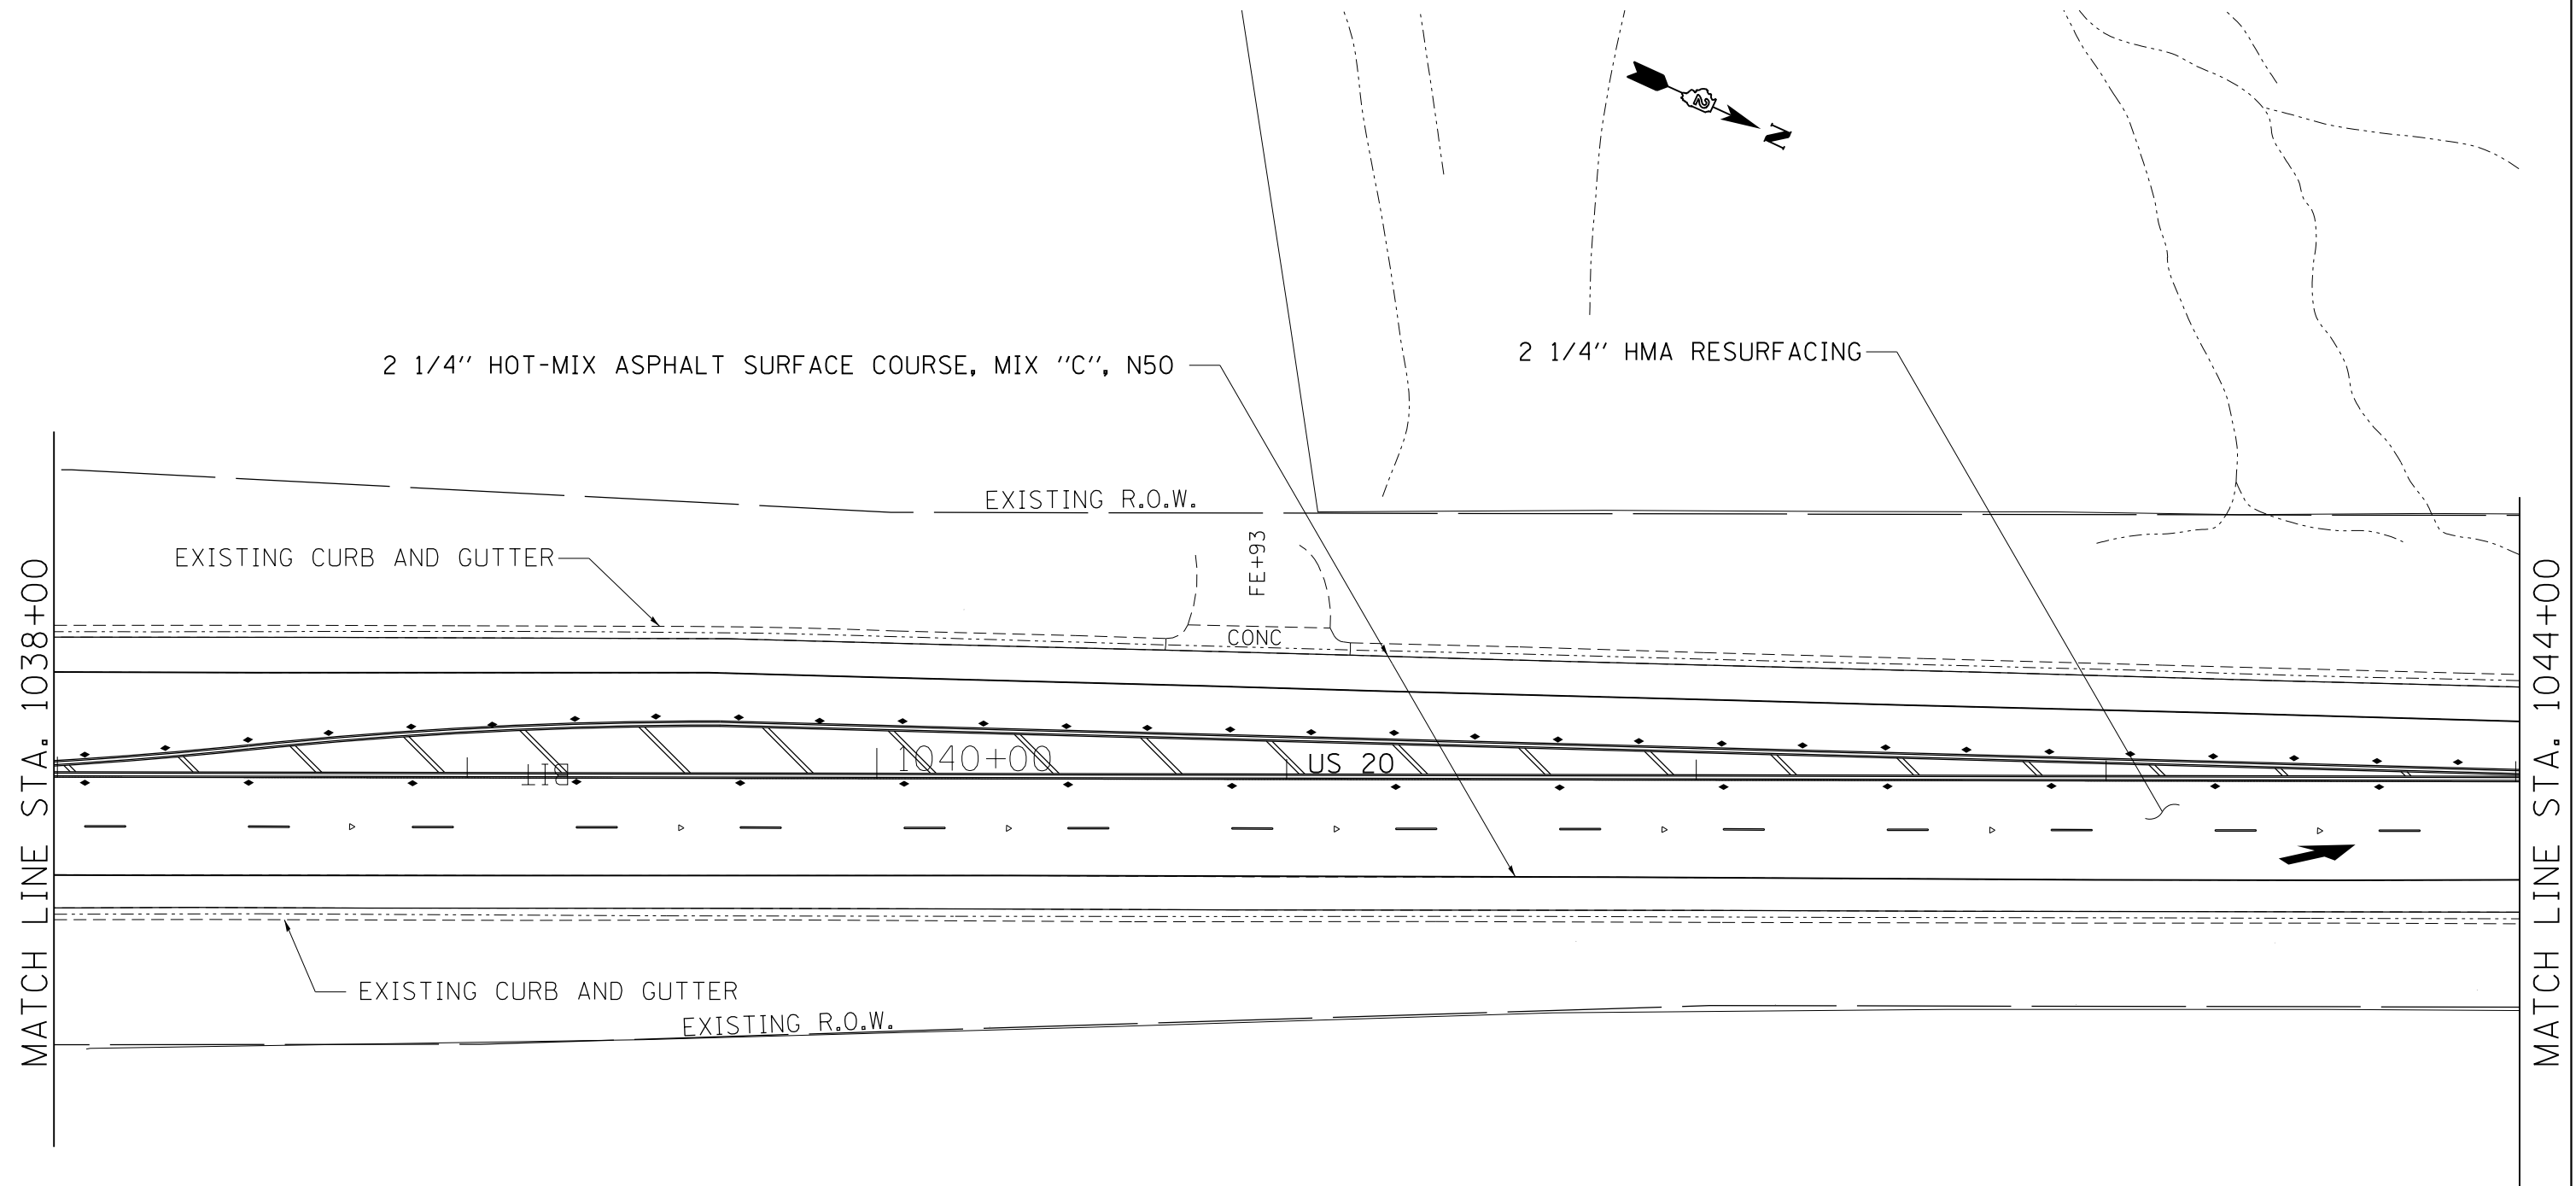 N
2 1/4" HMA RESURFACING
2 1/4" HOT-MIX ASPHALT SURFACE COURSE, MIX "C", N50
EXISTING R.O.W.
FE+93
EXISTING CURB AND GUTTER
CONC
MATCH LINE STA. 1038+00
MATCH LINE STA. 1044+00
1040+00
US 20
BIT
EXISTING CURB AND GUTTER
EXISTING R.O.W.